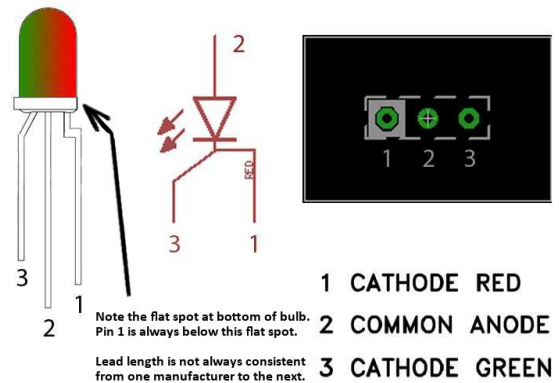 2
1
2
3
RED
3
1
3
2
1
Note the flat spot at bottom of bulb.
Pin 1 is always below this flat spot.
Lead length is not always consistent
from one manufacturer to the next.
1 CATHODE RED
2 COMMON ANODE
3 CATHODE GREEN